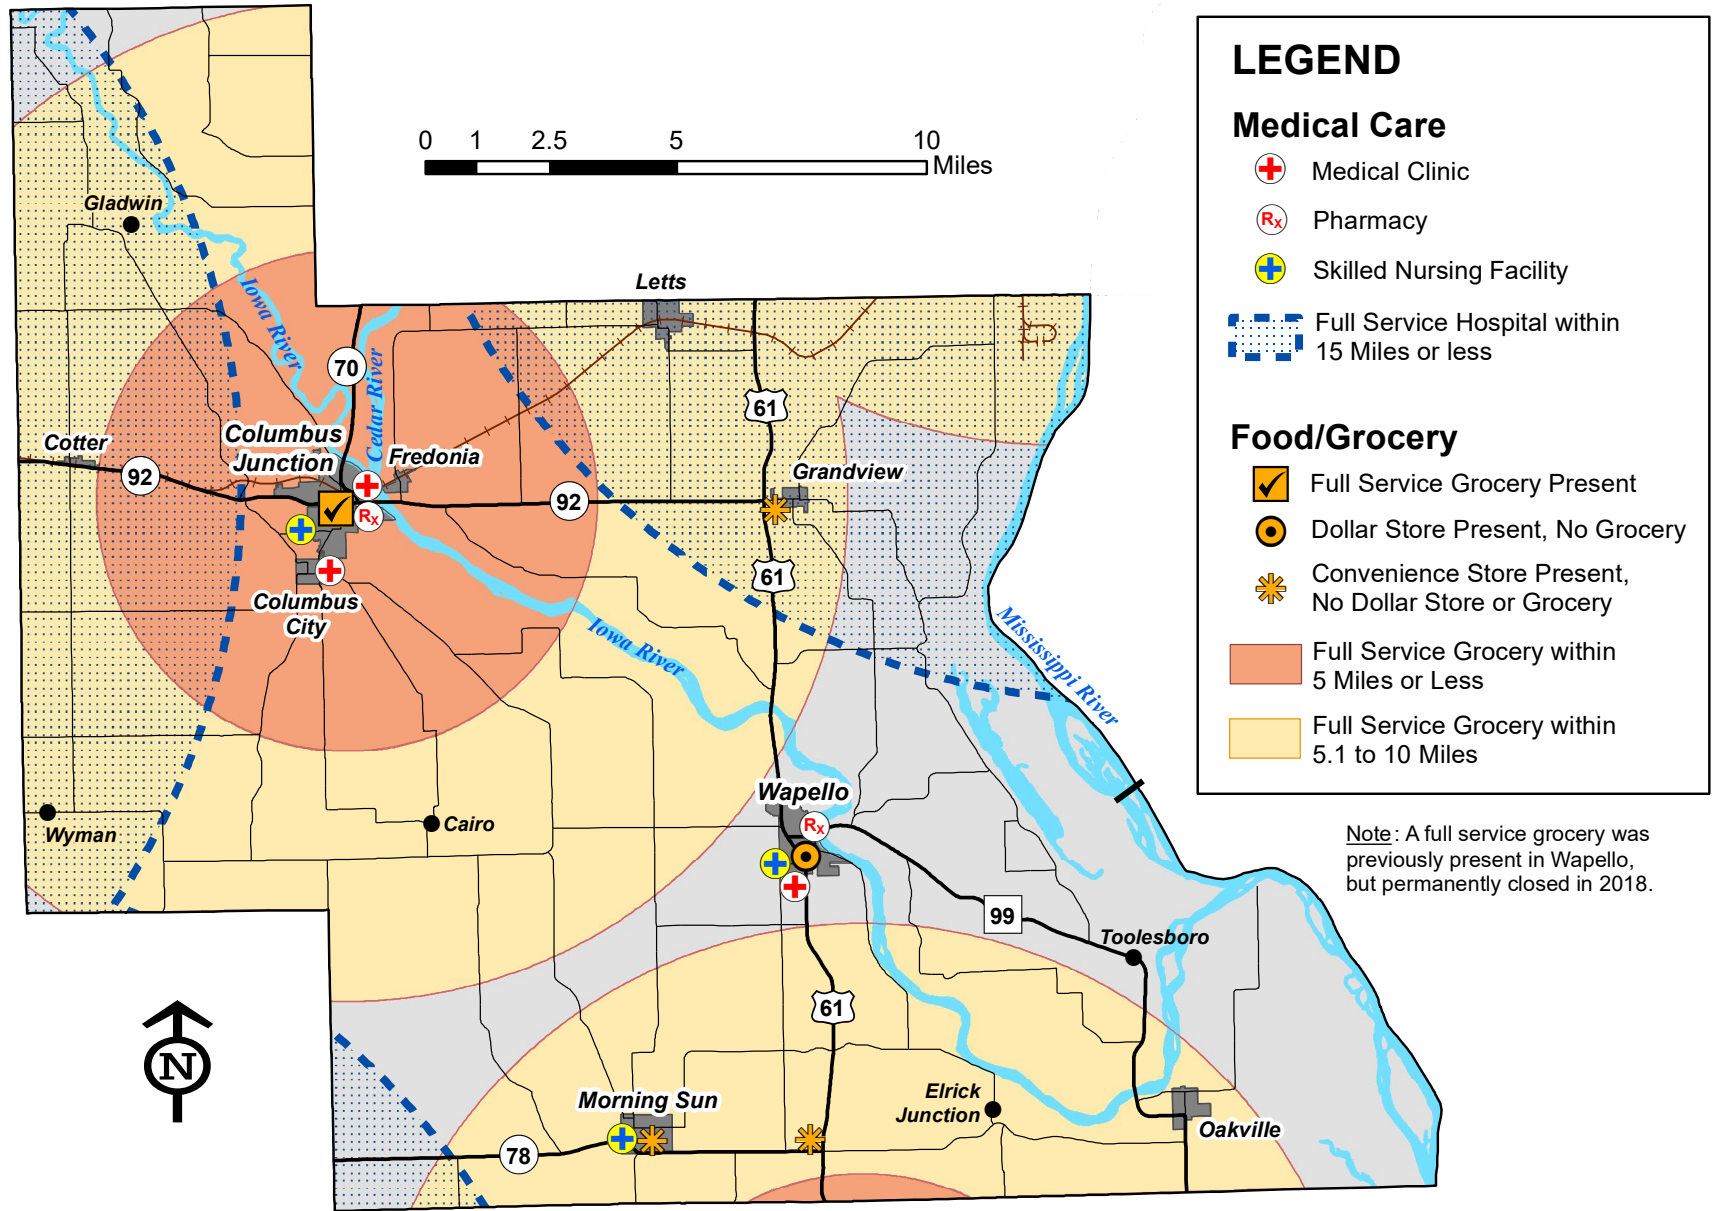 0 1 2.5 5 10
Miles
Gladwin
Letts
Iowa River
70
Cedar River
61
Cotter
Columbus
Junction
Fredonia
92
92
Grandview
Rx
61
Columbus
City
Iowa River
Mississippi River
Wapello
Rx
Wyman
Cairo
99
Toolesboro
61
N
Morning Sun
Elrick
Junction
Oakville
78
LEGEND
Medical Care
Medical Clinic
Rx Pharmacy
Skilled Nursing Facility
Full Service Hospital within
15 Miles or less
Food/Grocery
Full Service Grocery Present
Dollar Store Present, No Grocery
Convenience Store Present,
No Dollar Store or Grocery
Full Service Grocery within
5 Miles or Less
Full Service Grocery within
5.1 to 10 Miles
Note: A full service grocery was
previously present in Wapello,
but permanently closed in 2018.